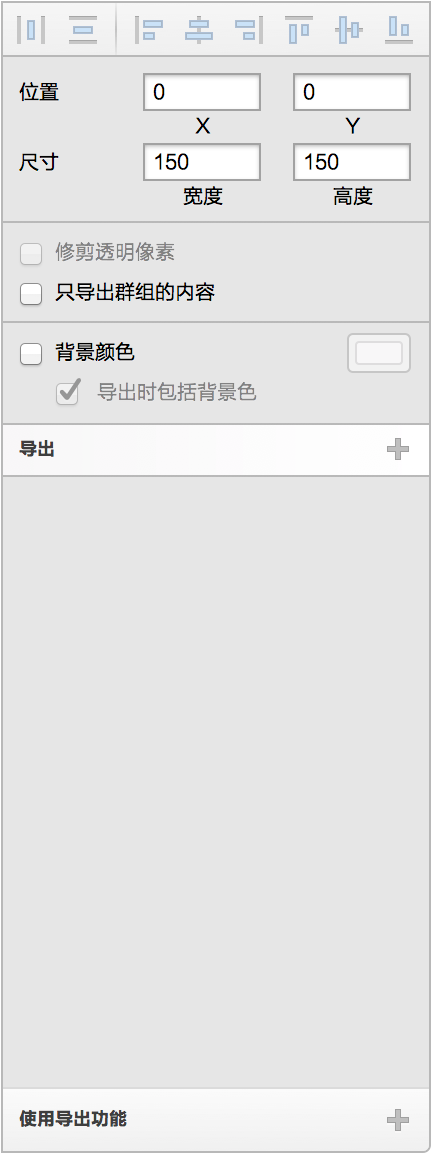 位置 0 0
X Y
尺寸 150 150
宽度 高度
修剪透明像素
只导出群组的内容
背景颜色
导出时包括背景色
导出
使用导出功能